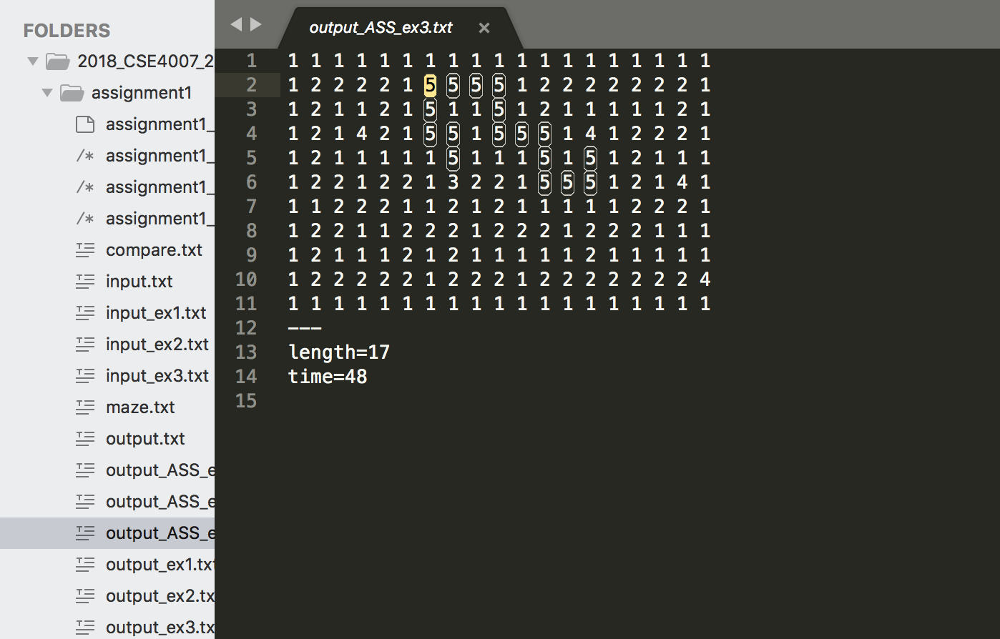 FOLDERS
2018_CSE4007_2
assignment1
assignment1_
/* assignment1_
/* assignment1_
/* assignment1_
compare.txt
input.txt
input_ex1.txt
input_ex2.txt
input_ex3.txt
maze.txt
output.txt
output_ASS_e
output_ASS_e
output_ASS_e
output_ex1.txt
output_ex2.tx
output_ex3.tx
output_ASS_ex3.txt ×
1 1 1 1 1 1 1 1 1 1 1 1 1 1 1 1 1 1 1 1
2 1 2 2 2 2 1 5 5 5 5 1 2 2 2 2 2 2 2 1
3 1 2 1 1 2 1 5 1 1 5 1 2 1 1 1 1 1 2 1
4 1 2 1 4 2 1 5 5 1 5 5 5 1 4 1 2 2 2 1
5 1 2 1 1 1 1 1 5 1 1 1 5 1 5 1 2 1 1 1
6 1 2 2 1 2 2 1 3 2 2 1 5 5 5 1 2 1 4 1
7 1 1 2 2 2 1 1 2 1 2 1 1 1 1 1 2 2 2 1
8 1 2 2 1 1 2 2 2 1 2 2 2 1 2 2 2 1 1 1
9 1 2 1 1 1 2 1 2 1 1 1 1 1 2 1 1 1 1 1
10 1 2 2 2 2 2 1 2 2 2 1 2 2 2 2 2 2 2 4
11 1 1 1 1 1 1 1 1 1 1 1 1 1 1 1 1 1 1 1
12 ---
13 length=17
14 time=48
15